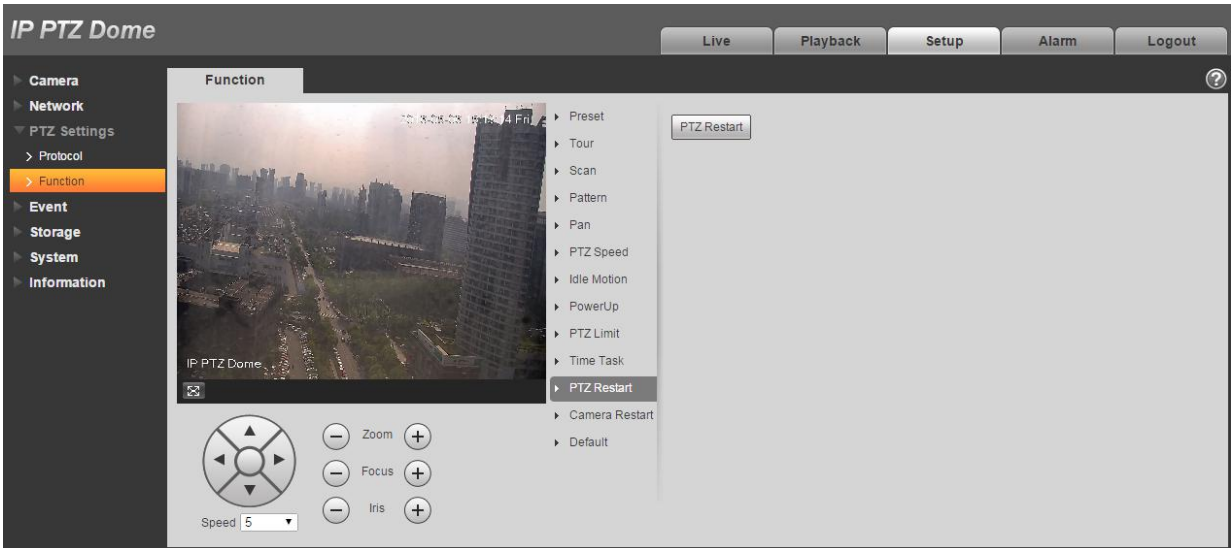 IP PTZ Dome
Live
Playback
Setup
Alarm
Logout
Camera
Network
PTZ Settings
Protocol
Function
Event
Storage
System
Information
Function
?
14 Fri
IP PTZ Dome
Preset
Tour
Scan
Pattern
Pan
PTZ Speed
Idle Motion
PowerUp
PTZ Limit
Time Task
PTZ Restart
Camera Restart
Default
PTZ Restart
Zoom
Focus
Iris
Speed 5